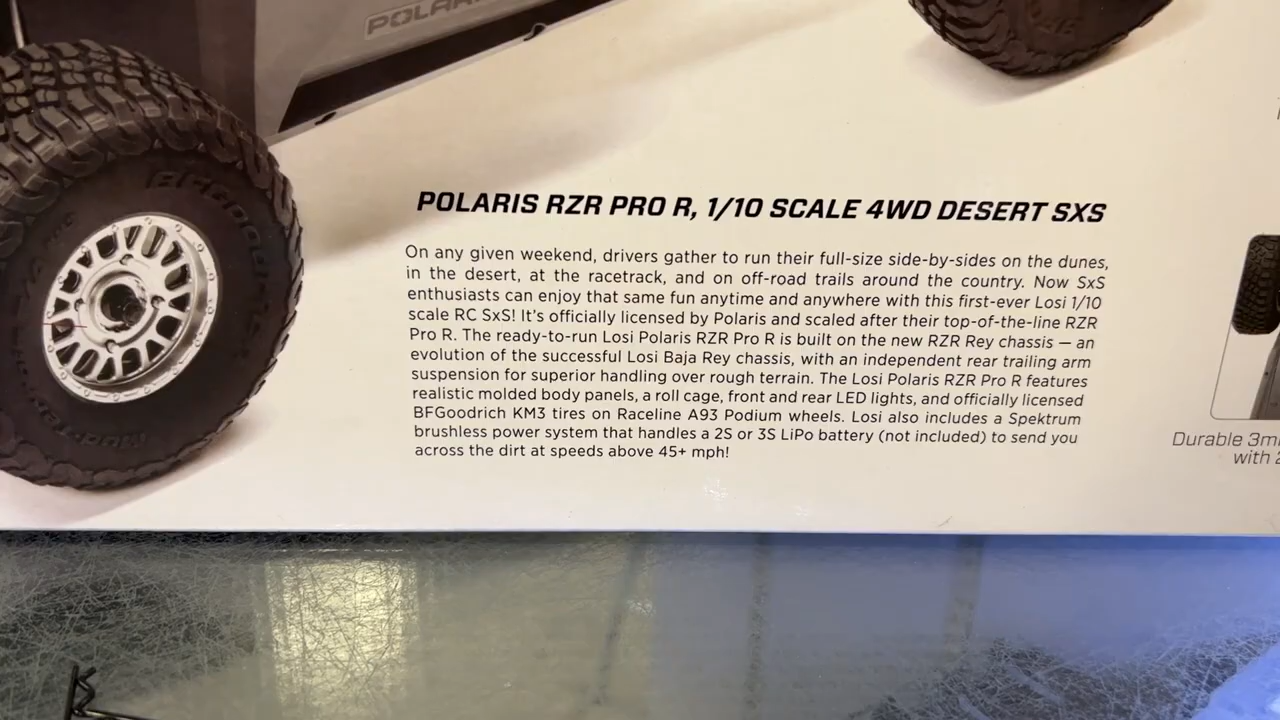 POLARIS
POLARIS RZR PRO R, 1/10 SCALE 4WD DESERT SXS
On any given weekend, drivers gather to run their full-size side-by-sides on the dunes,
in the desert, at the racetrack, and on off-road trails around the country. Now SxS
enthusiasts can enjoy that same fun anytime and anywhere with this first-ever Losi 1/10
scale RC SxS! It's officially licensed by Polaris and scaled after their top-of-the-line RZR
Pro R. The ready-to-run Losi Polaris RZR Pro R is built on the new RZR Rey chassis — an
evolution of the successful Losi Baja Rey chassis, with an independent rear trailing arm
suspension for superior handling over rough terrain. The Losi Polaris RZR Pro R features
realistic molded body panels, a roll cage, front and rear LED lights, and officially licensed
BFGoodrich KM3 tires on Raceline A93 Podium wheels. Losi also includes a Spektrum
brushless power system that handles a 2S or 3S LiPo battery (not included) to send you
across the dirt at speeds above 45+ mph!
Durable
with